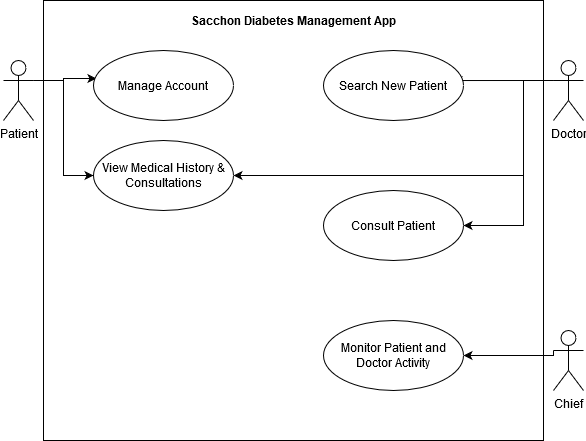 Sacchon Diabetes Management App
Manage Account
Search New Patient
Patient
Doctor
View Medical History &
Consultations
Consult Patient
Monitor Patient and
Doctor Activity
Chief